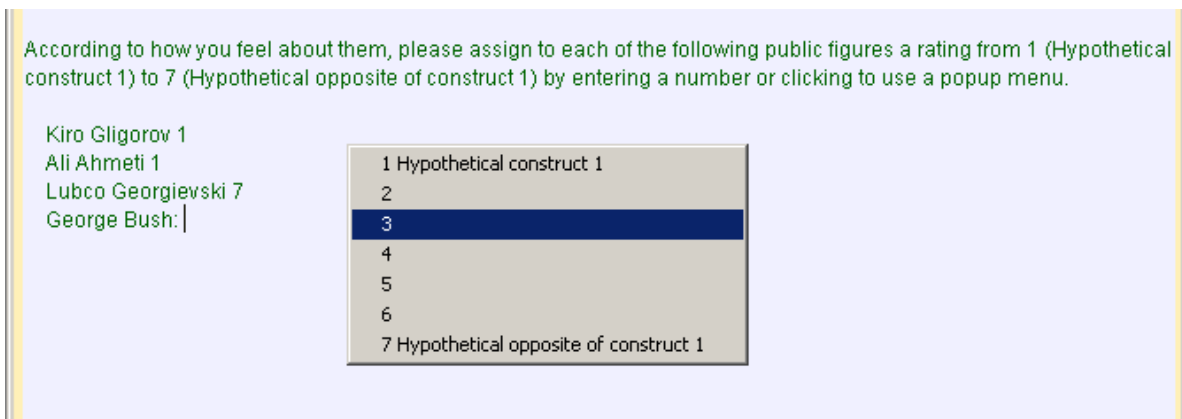 According to how you feel about them, please assign to each of the following public figures a rating from 1 (Hypothetical
construct 1) to 7 (Hypothetical opposite of construct 1) by entering a number or clicking to use a popup menu.
Kiro Gligorov 1
Ali Ahmeti 1
Lubco Georgievski 7
George Bush:
1 Hypothetical construct 1
2
3
4
5
6
7 Hypothetical opposite of construct 1